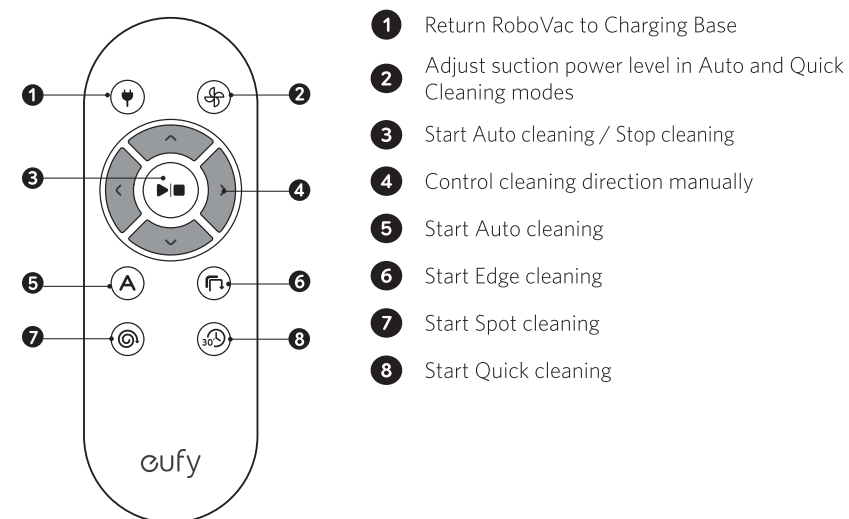 1 Return RoboVac to Charging Base
2 Adjust suction power level in Auto and Quick
Cleaning modes
3 Start Auto cleaning / Stop cleaning
4 Control cleaning direction manually
5 Start Auto cleaning
6 Start Edge cleaning
7 Start Spot cleaning
8 Start Quick cleaning
1 2
3 4
5 A 6
7 30' 8
eufy